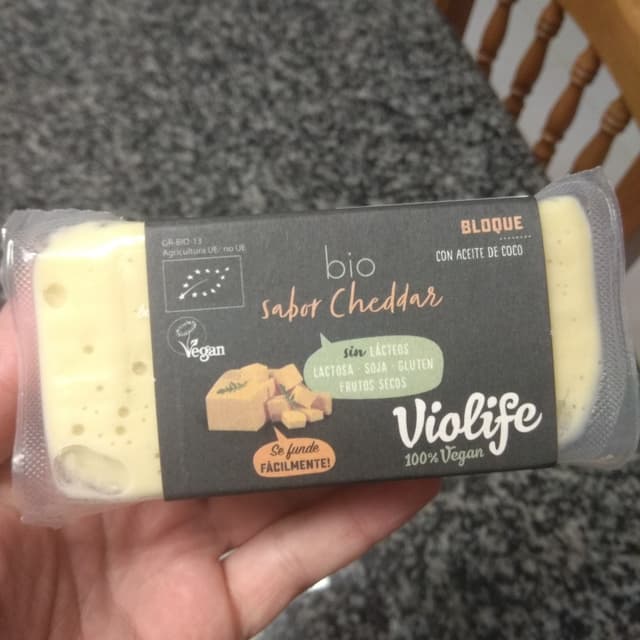 GR-BIO-13
Agricultura UE/ no UE
Vegan
bio
sabor Cheddar
BLOQUE
CON ACEITE DE COCO
sin LÁCTEOS
LACTOSA · SOJA · GLUTEN
FRUTOS SECOS
Se funde
FÁCILMENTE!
Violife
100% Vegan